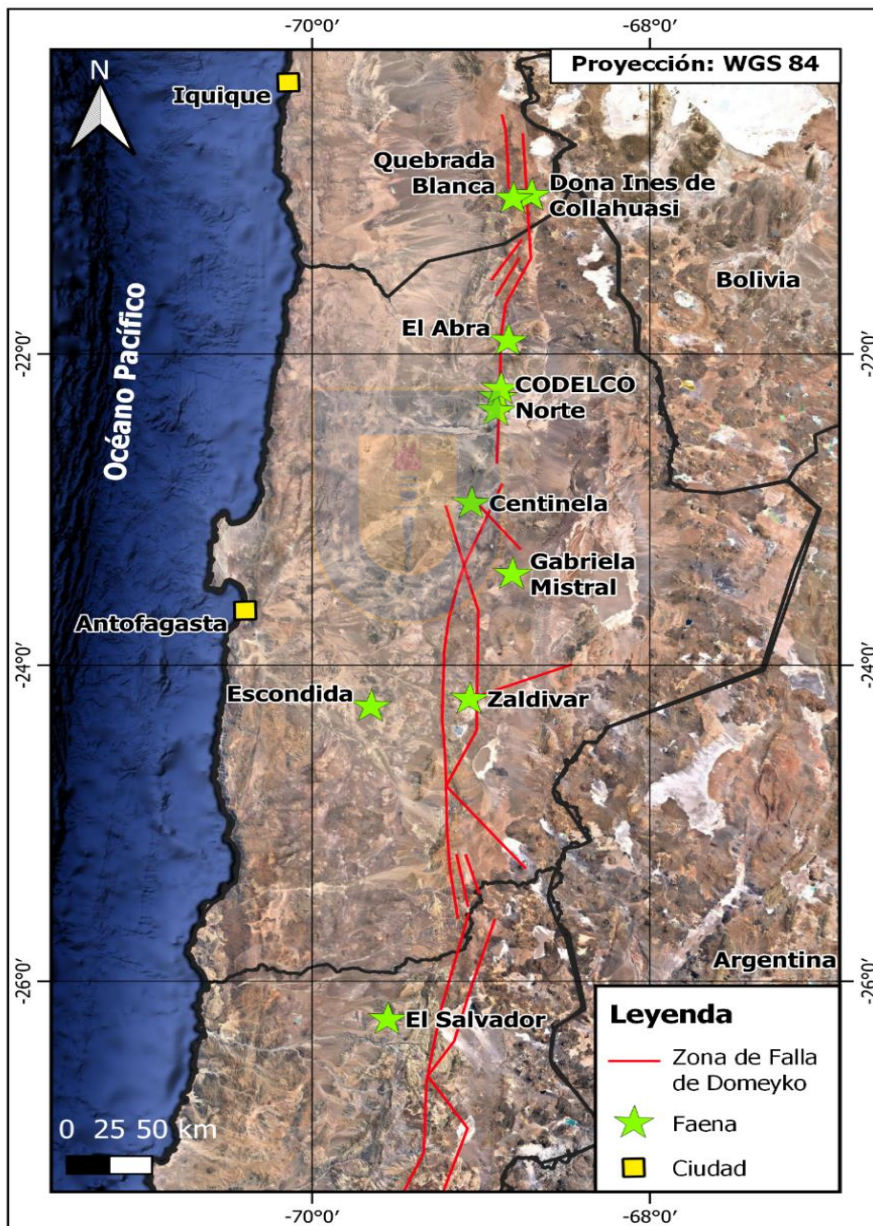 -70°0′
-68°0′
Proyección: WGS 84
N
Iquique
Quebrada
Blanca
Dona Ines de
Collahuasi
Bolivia
Océano Pacífico
El Abra
-22°0′
-22°0′
CODELCO
Norte
Centinela
Gabriela
Mistral
Antofagasta
-24°0′
-24°0′
Escondida
Zaldivar
-26°0′
-26°0′
Argentina
El Salvador
Leyenda
Zona de Falla
de Domeyko
Faena
Ciudad
0 25 50 km
-70°0′
-68°0′